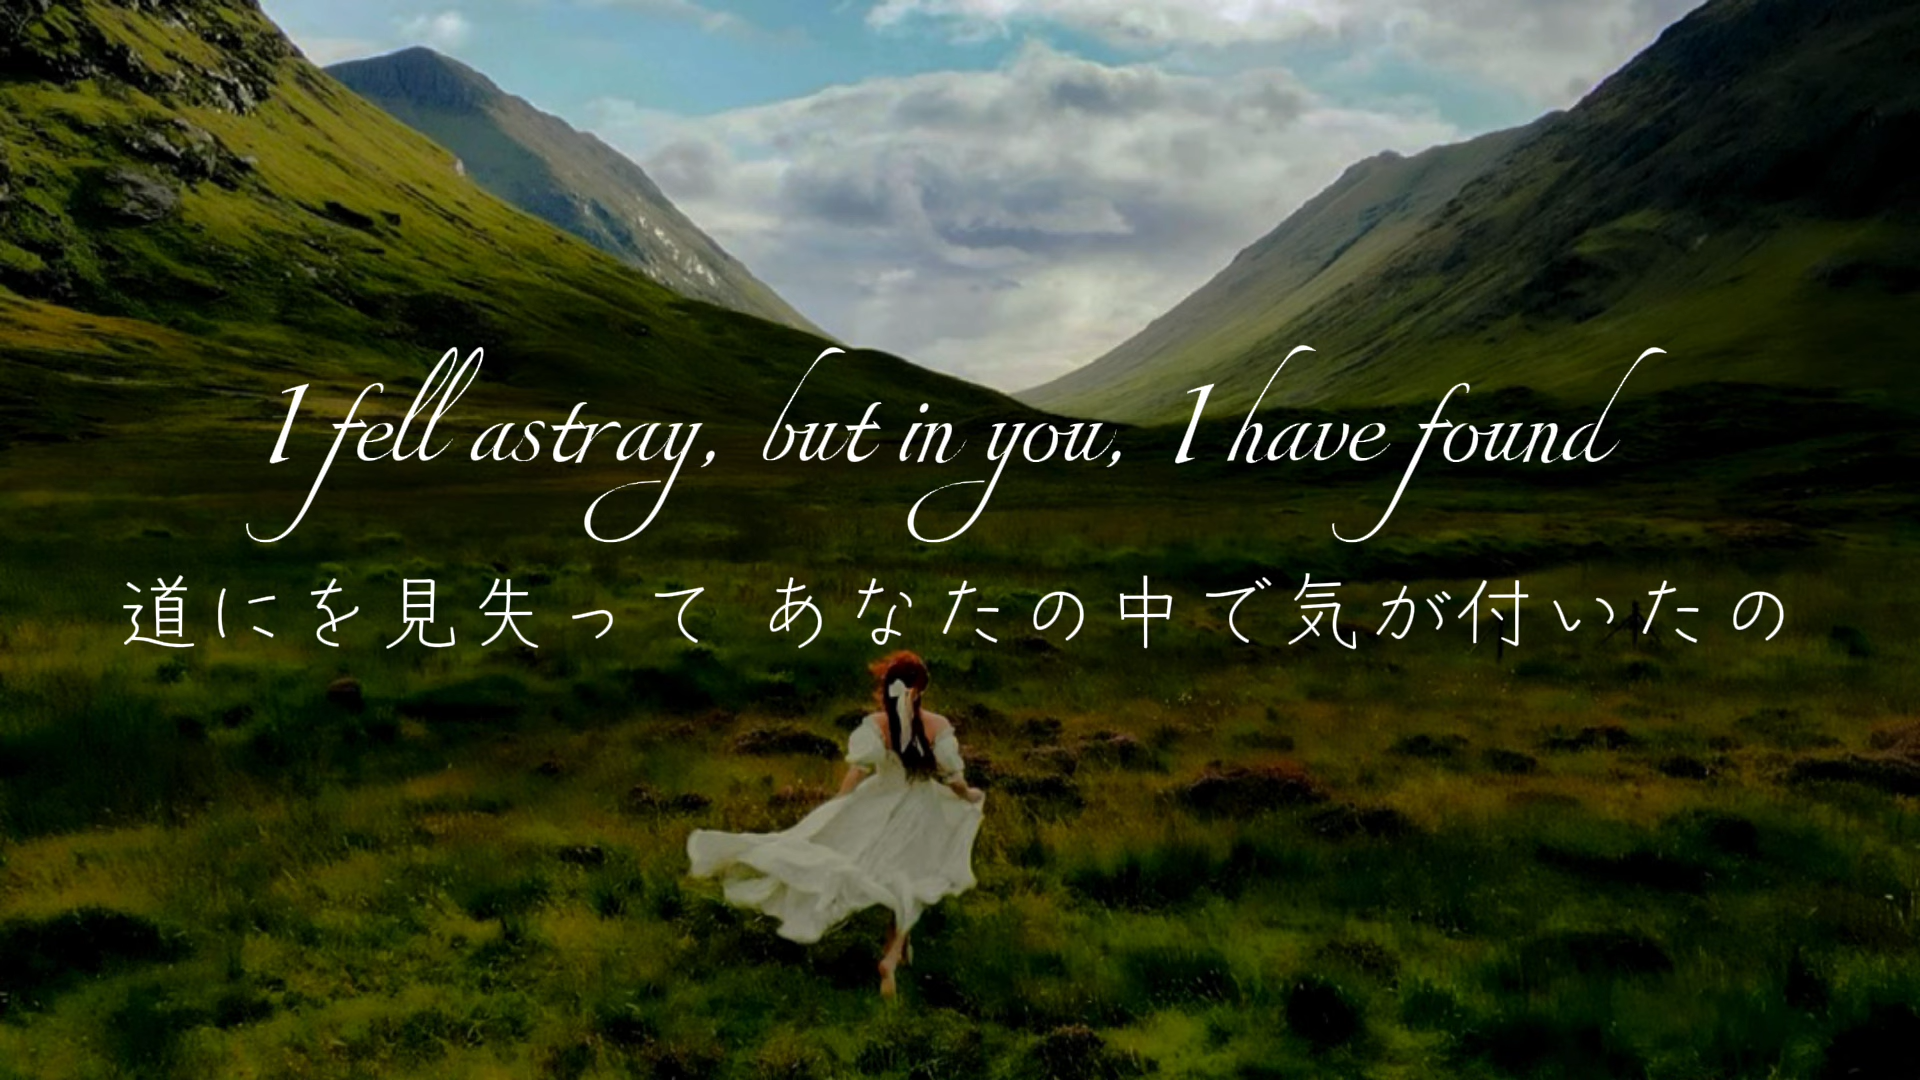 I fell astray, but in you, I have found
道にを見失って あなたの中で気が付いたの